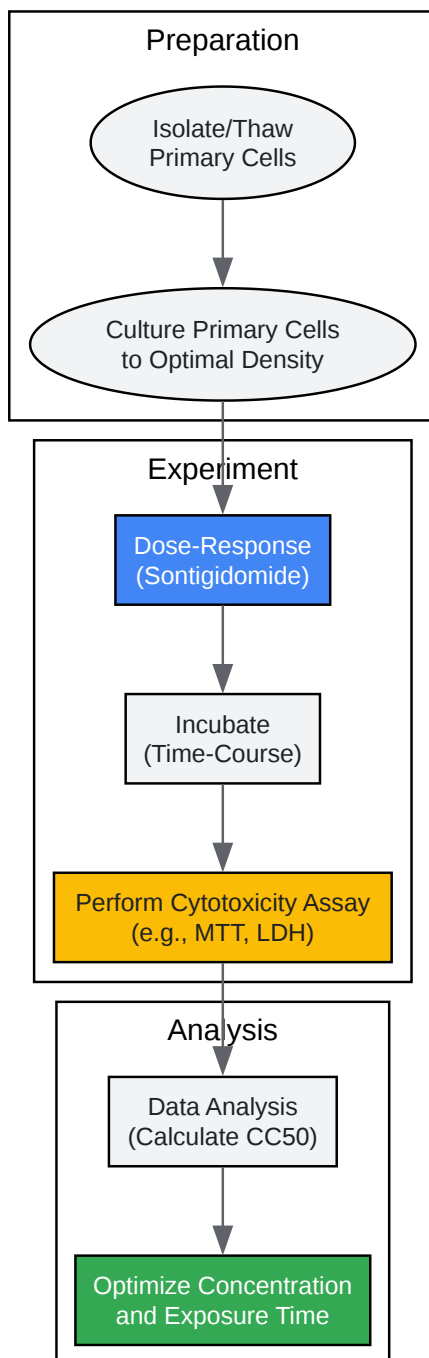 Preparation
Isolate/Thaw
Primary Cells
Culture Primary Cells
to Optimal Density
Experiment
Dose-Response
(Sontigidomide)
Incubate
(Time-Course)
Perform Cytotoxicity Assay
(e.g., MTT, LDH)
Analysis
Data Analysis
(Calculate CC50)
Optimize Concentration
and Exposure Time